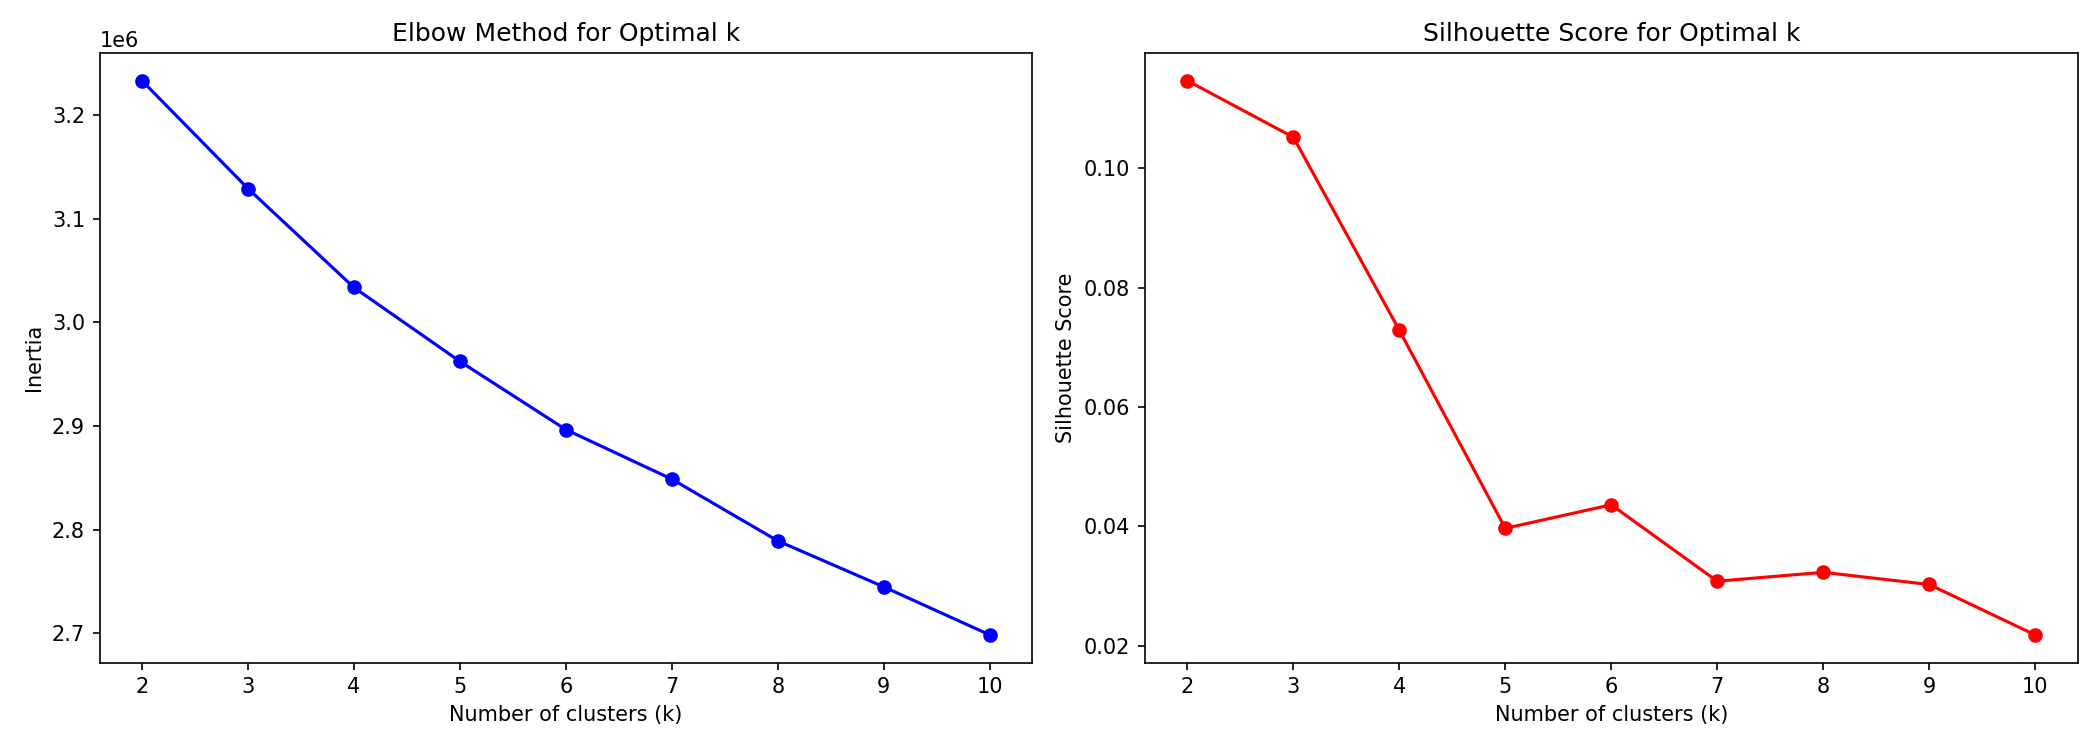 Elbow Method for Optimal k
1e6
3.2
3.1
3.0
2.9
2.8
2.7
Inertia
2 3 4 5 6 7 8 9 10
Number of clusters (k)
Silhouette Score for Optimal k
0.10
0.08
0.06
0.04
0.02
Silhouette Score
2 3 4 5 6 7 8 9 10
Number of clusters (k)